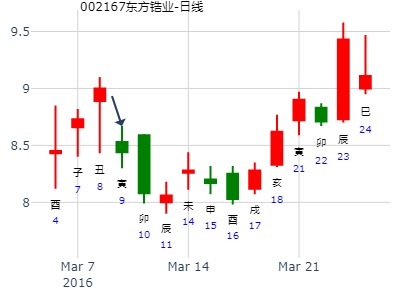 002167东方锆业-日线
9.5
9
8.5
8
酉
4
子
7
丑
8
寅
9
卯
10
辰
11
未
14
申
15
酉
16
戌
17
亥
18
寅
21
卯
22
辰
23
巳
24
Mar 7
2016
Mar 14
Mar 21